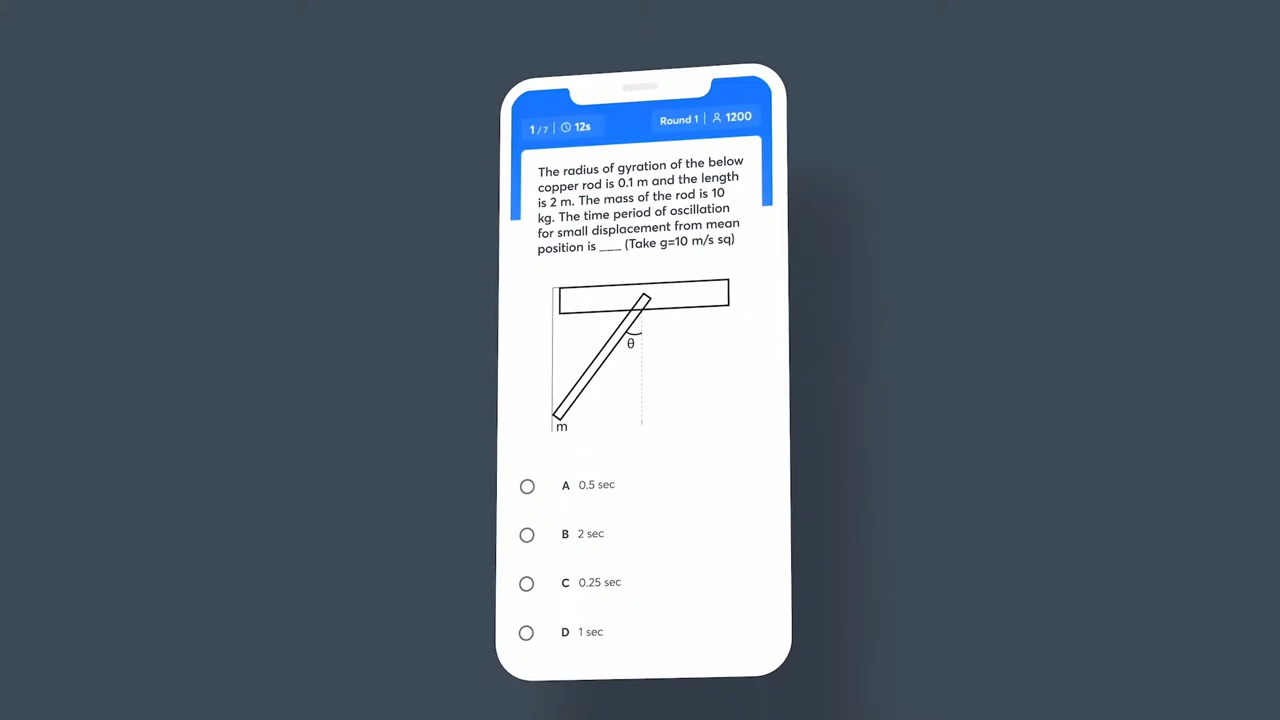 1/7 | 12s Round 1 | 1200
The radius of gyration of the below
copper rod is 0.1 m and the length
is 2 m. The mass of the rod is 10
kg. The time period of oscillation
for small displacement from mean
position is ___ (Take g=10 m/s sq)
θ
m
A 0.5 sec
B 2 sec
C 0.25 sec
D 1 sec